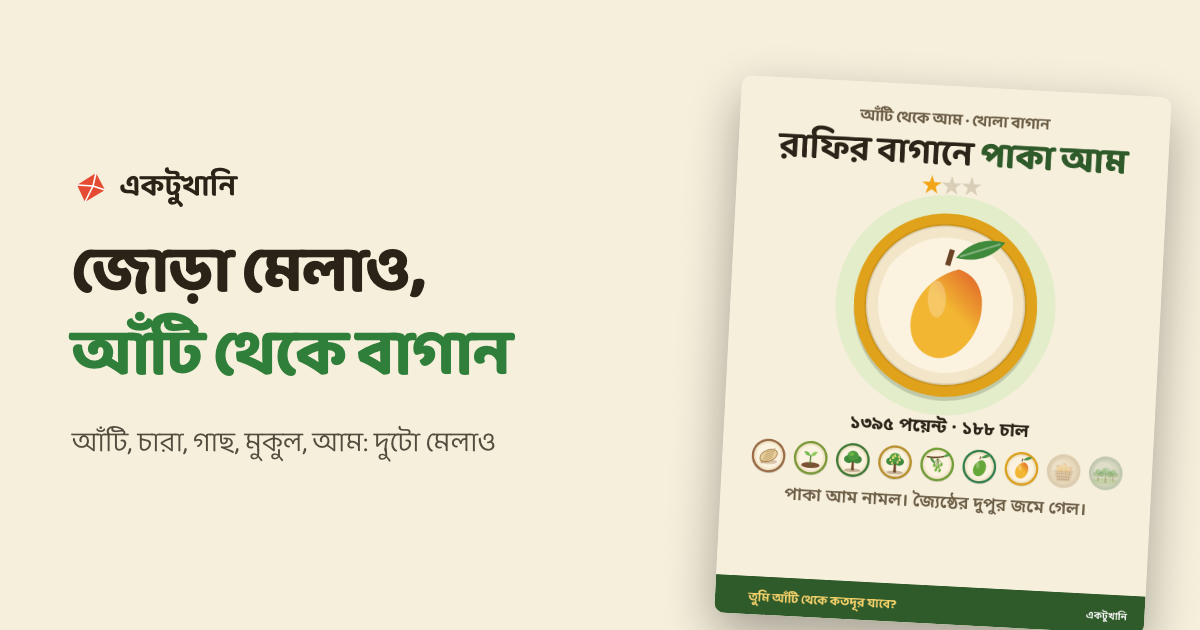 একটুখানি
জোড়া মেলাও,
আঁটি থেকে বাগান
আঁটি, চারা, গাছ, মুকুল, আম: দুটো মেলাও
আঁটি থেকে আম · খোলা বাগান
রাফির বাগানে পাকা আম
১৩৯৫ পয়েন্ট · ১৮৮ চাল
পাকা আম নামল। জ্যৈষ্ঠের দুপুর জমে গেল।
তুমি আঁটি থেকে কতদূর যাবে?
একটুখানি